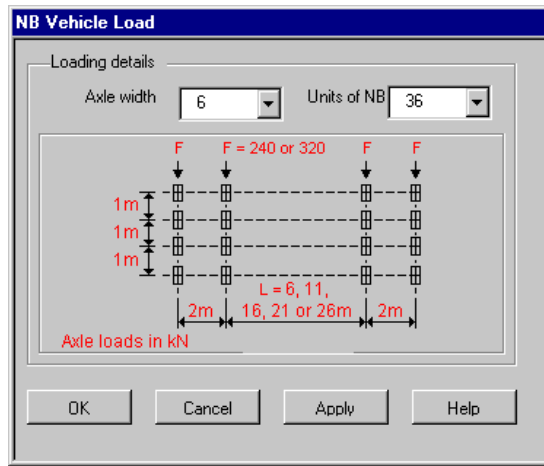 NB Vehicle Load
Loading details
Axle width 6 Units of NB 36
F F = 240 or 320 F F
1m
1m
1m
L = 6, 11,
2m 16, 21 or 26m 2m
Axle loads in kN
OK Cancel Apply Help